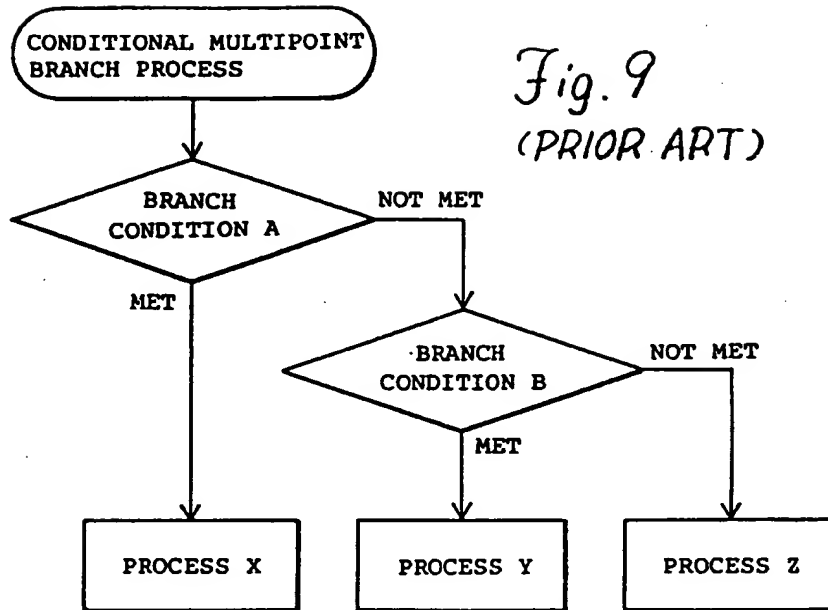 CONDITIONAL MULTIPOINT
BRANCH PROCESS
Fig. 9
(PRIOR ART)
BRANCH
CONDITION A
NOT MET
MET
BRANCH
CONDITION B
NOT MET
MET
PROCESS X
PROCESS Y
PROCESS Z